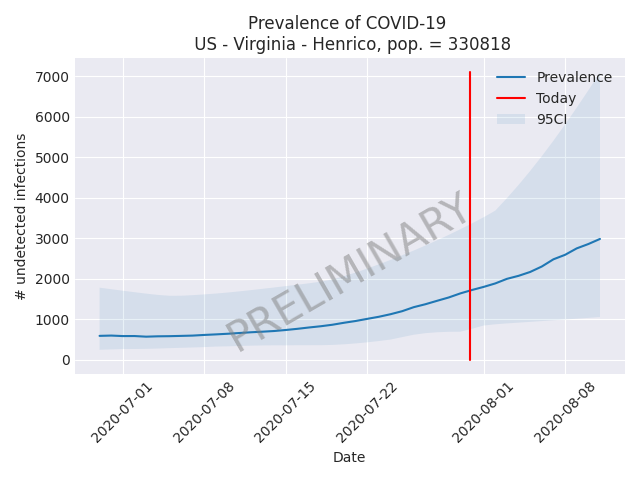 Prevalence of COVID-19
US - Virginia - Henrico, pop. = 330818
7000
6000
5000
4000
3000
2000
1000
0
# undetected infections
Prevalence
Today
95CI
PRELIMINARY
2020-07-01
2020-07-08
2020-07-15
2020-07-22
2020-08-01
2020-08-08
Date